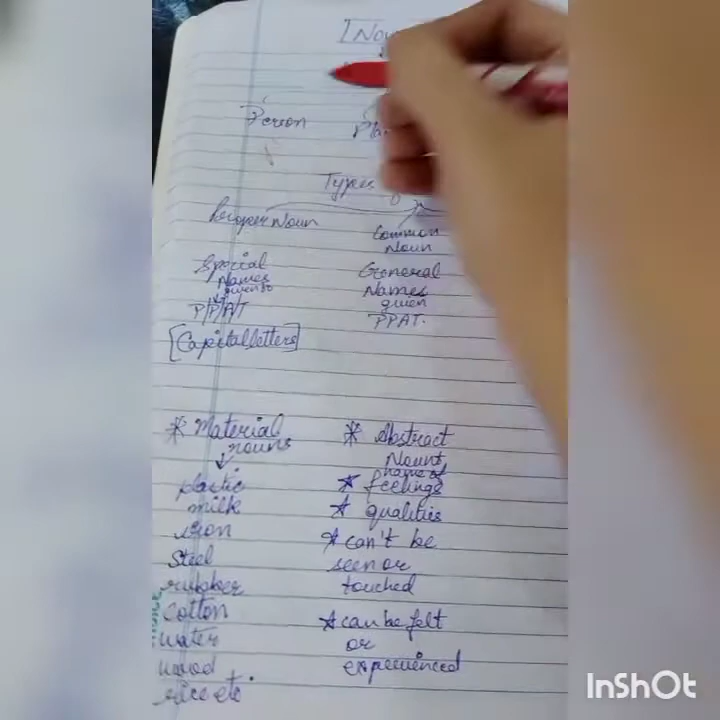 Person
Types
Proper Noun
Common
Noun
Special
Names
given to
P/P/A/T
General
Names
given
PPAT.
[Capital letters]
* Material
nouns
plastic
milk
iron
Steel
rubber
Cotton
water
wood
rice etc.
* Abstract
Nouns
name of
* feelings
* qualities
* can't be
seen or
touched
* can be felt
or
experienced
InShOt